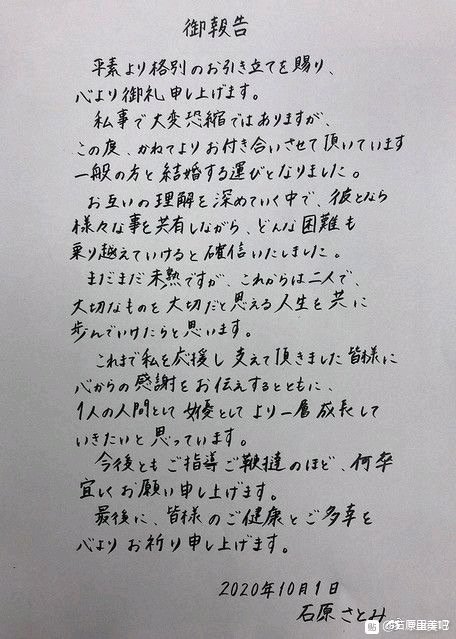 御報告
平素より格別のお引き立てを賜り、
心より御礼申し上げます。
私事で大変恐縮ではありますが、
この度、かねてよりお付き合いさせて頂いています
一般の方と結婚する運びとなりました。
お互いの理解を深めていく中で、彼となら
様々な事を共有しながら、どんな困難も
乗り越えていけると確信いたしました。
まだまだ未熟ですが、これからは二人で、
大切なものを大切だと思える人生を共に
歩んでいけたらと思います。
これまで私を応援し支えて頂きました皆様に
心からの感謝をお伝えするとともに、
1人の人間として女優としてより一層成長して
いきたいと思っています。
今後ともご指導ご鞭撻のほど、何卒
宜しくお願い申し上げます。
最後に、皆様のご健康とご多幸を
心よりお祈り申し上げます。
2020年10月1日
石原さとみ
貼 @石原里美吧